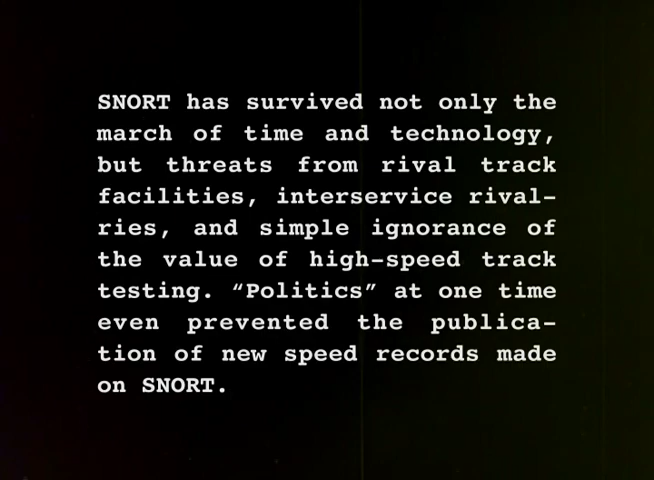 SNORT has survived not only the
march of time and technology,
but threats from rival track
facilities, interservice rival-
ries, and simple ignorance of
the value of high-speed track
testing. “Politics” at one time
even prevented the publica-
tion of new speed records made
on SNORT.